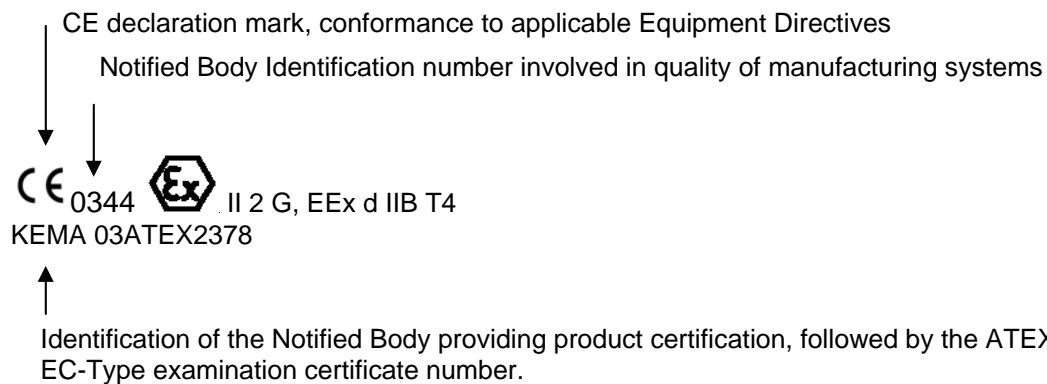 CE declaration mark, conformance to applicable Equipment Directives
Notified Body Identification number involved in quality of manufacturing systems
CE 0344 Ex II 2 G, EEx d IIB T4
KEMA 03ATEX2378
Identification of the Notified Body providing product certification, followed by the ATEX
EC-Type examination certificate number.